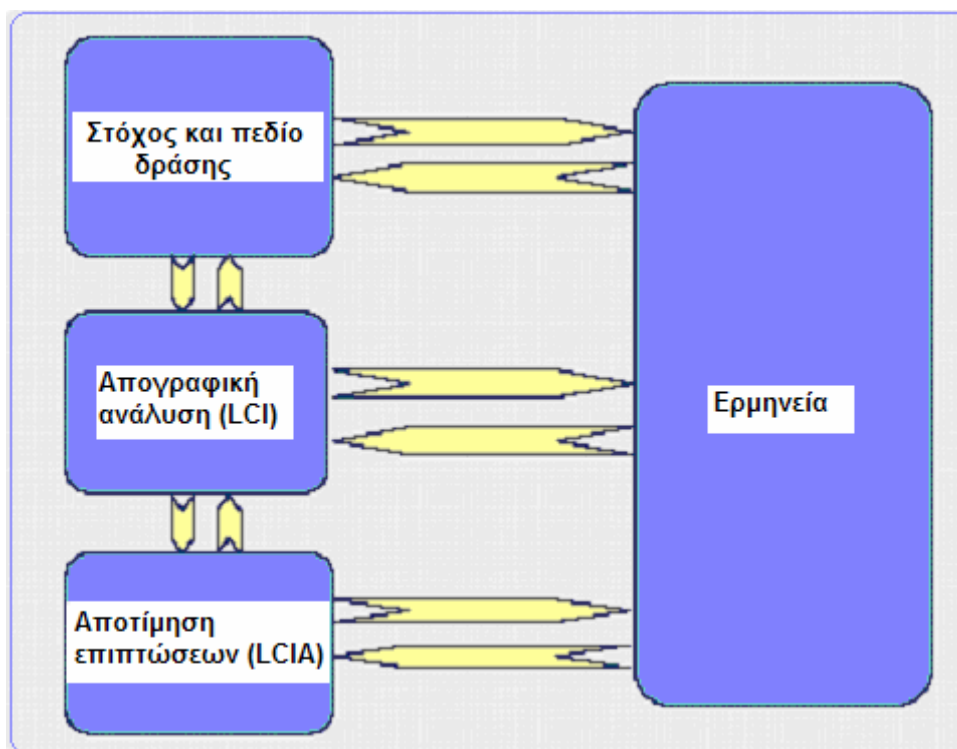 Στόχος και πεδίο
δράσης
Απογραφική
ανάλυση (LCI)
Ερμηνεία
Αποτίμηση
επιπτώσεων (LCIA)